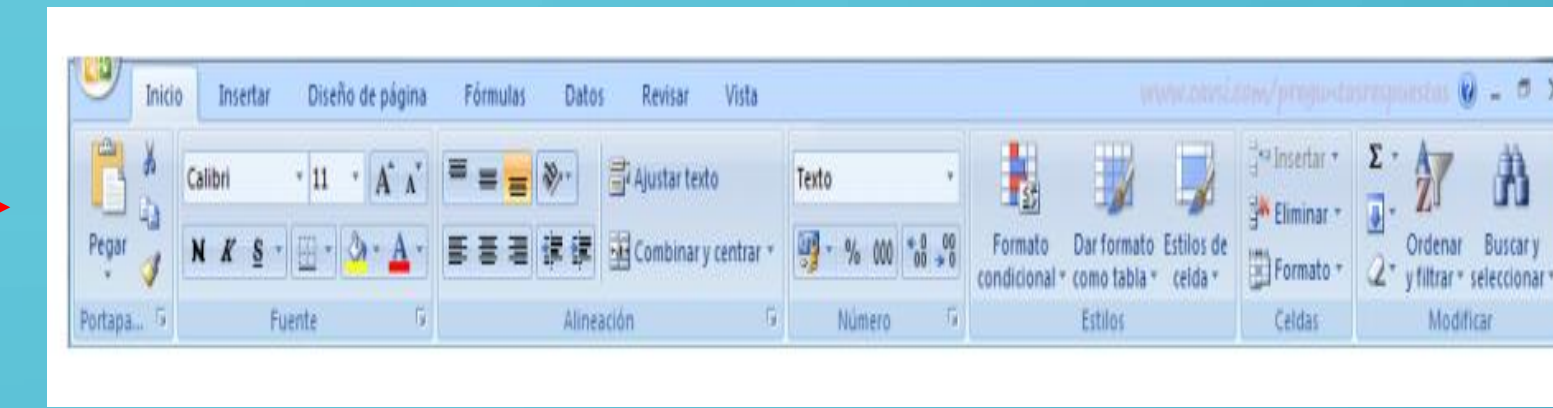 Inicio Insertar Diseño de página Fórmulas Datos Revisar Vista
Calibri 11 A A Ajustar texto Texto Insertar Σ
Pegar N K S A Combinar y centrar % 000 Formato condicional Dar formato como tabla Estilos de celda Eliminar Formato Ordenar y filtrar Buscar y seleccionar
Portapa... Fuente Alineación Número Estilos Celdas Modificar